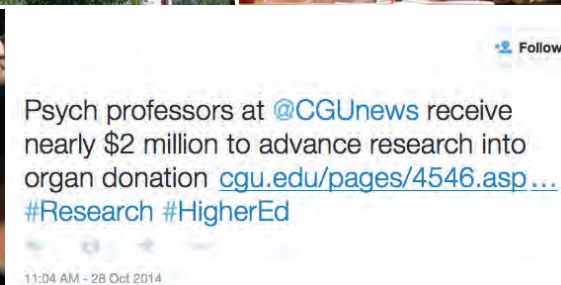 Follow
Psych professors at @CGUnews receive
nearly $2 million to advance research into
organ donation cgu.edu/pages/4546.asp...
#Research #HigherEd
11:04 AM - 28 Oct 2014